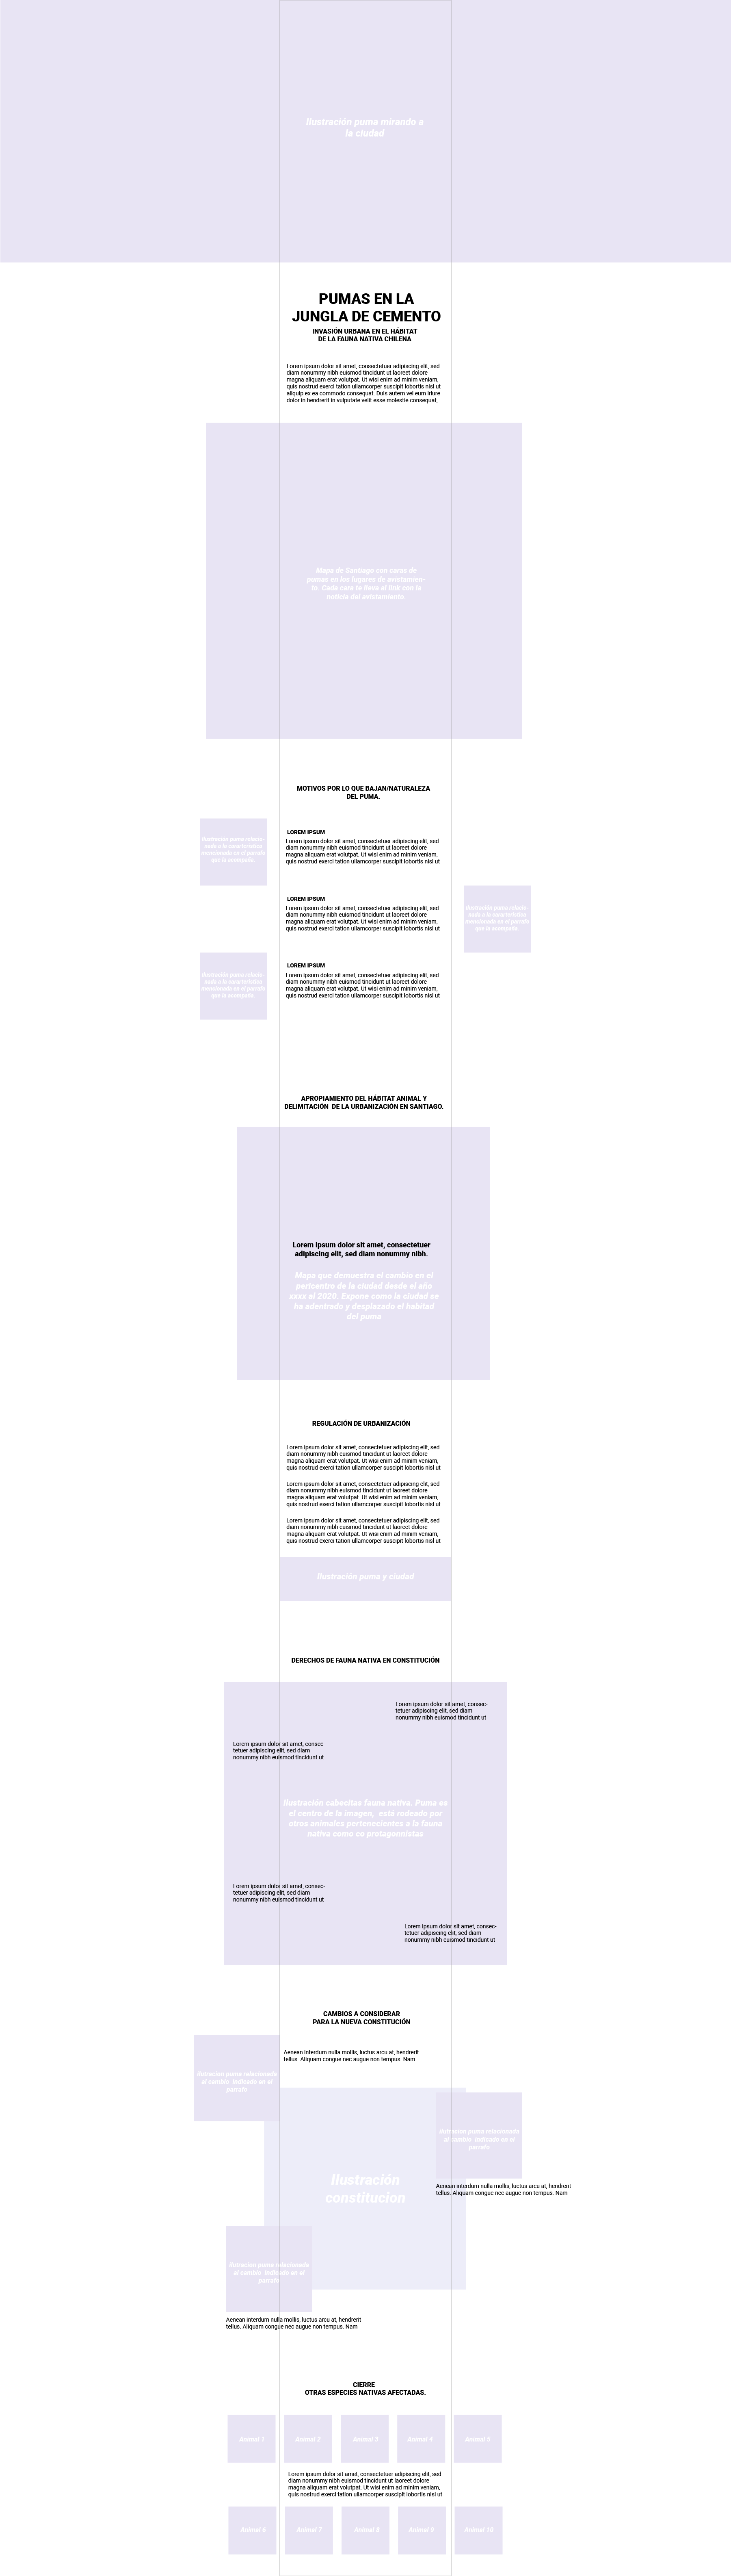 Ilustración puma mirando a
la ciudad
PUMAS EN LA
JUNGLA DE CEMENTO
INVASIÓN URBANA EN EL HÁBITAT
DE LA FAUNA NATIVA CHILENA
Lorem ipsum dolor sit amet, consectetuer adipiscing elit, sed
diam nonummy nibh euismod tincidunt ut laoreet dolore
magna aliquam erat volutpat. Ut wisi enim ad minim veniam,
quis nostrud exerci tation ullamcorper suscipit lobortis nisl ut
aliquip ex ea commodo consequat. Duis autem vel eum iriure
dolor in hendrerit in vulputate velit esse molestie consequat,
Mapa de Santiago con caras de
pumas en los lugares de avistamien-
to. Cada cara te lleva al link con la
noticia del avistamiento.
MOTIVOS POR LO QUE BAJAN/NATURALEZA
DEL PUMA.
Ilustración puma relacio-
nada a la característica
mencionada en el parrafo
que la acompaña.
LOREM IPSUM
Lorem ipsum dolor sit amet, consectetuer adipiscing elit, sed
diam nonummy nibh euismod tincidunt ut laoreet dolore
magna aliquam erat volutpat. Ut wisi enim ad minim veniam,
quis nostrud exerci tation ullamcorper suscipit lobortis nisl ut
LOREM IPSUM
Lorem ipsum dolor sit amet, consectetuer adipiscing elit, sed
diam nonummy nibh euismod tincidunt ut laoreet dolore
magna aliquam erat volutpat. Ut wisi enim ad minim veniam,
quis nostrud exerci tation ullamcorper suscipit lobortis nisl ut
Ilustración puma relacio-
nada a la característica
mencionada en el parrafo
que la acompaña.
Ilustración puma relacio-
nada a la característica
mencionada en el parrafo
que la acompaña.
LOREM IPSUM
Lorem ipsum dolor sit amet, consectetuer adipiscing elit, sed
diam nonummy nibh euismod tincidunt ut laoreet dolore
magna aliquam erat volutpat. Ut wisi enim ad minim veniam,
quis nostrud exerci tation ullamcorper suscipit lobortis nisl ut
APROPIAMIENTO DEL HÁBITAT ANIMAL Y
DELIMITACIÓN DE LA URBANIZACIÓN EN SANTIAGO.
Lorem ipsum dolor sit amet, consectetuer
adipiscing elit, sed diam nonummy nibh.
Maps que demuestra el cambio en el
pericentro de la ciudad desde el año
xxxx al 2020. Expone como la ciudad se
ha adentrado y desplazado el habitad
del puma
REGULACIÓN DE URBANIZACIÓN
Lorem ipsum dolor sit amet, consectetuer adipiscing elit, sed
diam nonummy nibh euismod tincidunt ut laoreet dolore
magna aliquam erat volutpat. Ut wisi enim ad minim veniam,
quis nostrud exerci tation ullamcorper suscipit lobortis nisl ut
Lorem ipsum dolor sit amet, consectetuer adipiscing elit, sed
diam nonummy nibh euismod tincidunt ut laoreet dolore
magna aliquam erat volutpat. Ut wisi enim ad minim veniam,
quis nostrud exerci tation ullamcorper suscipit lobortis nisl ut
Lorem ipsum dolor sit amet, consectetuer adipiscing elit, sed
diam nonummy nibh euismod tincidunt ut laoreet dolore
magna aliquam erat volutpat. Ut wisi enim ad minim veniam,
quis nostrud exerci tation ullamcorper suscipit lobortis nisl ut
Ilustración puma y ciudad
DERECHOS DE FAUNA NATIVA EN CONSTITUCIÓN
Lorem ipsum dolor sit amet, consec-
tetuer adipiscing elit, sed diam
nonummy nibh euismod tincidunt ut
Lorem ipsum dolor sit amet, consec-
tetuer adipiscing elit, sed diam
nonummy nibh euismod tincidunt ut
Ilustración cabecitas fauna nativa. Puma es
el centro de la imagen, está rodeado por
otros animales pertenecientes a la fauna
nativa como co protagonnistas
Lorem ipsum dolor sit amet, consec-
tetuer adipiscing elit, sed diam
nonummy nibh euismod tincidunt ut
Lorem ipsum dolor sit amet, consec-
tetuer adipiscing elit, sed diam
nonummy nibh euismod tincidunt ut
CAMBIOS A CONSIDERAR
PARA LA NUEVA CONSTITUCIÓN
Aenean interdum nulla mollis, luctus arcu at, hendrerit
tellus. Aliquam congue nec augue non tempus. Nam
puma relacionada
al cambio indicado en el
parrafo
puma relacionada
al cambio indicado en el
parrafo
Ilustración
constitucion
Aenean interdum nulla mollis, luctus arcu at, hendrerit
tellus. Aliquam congue nec augue non tempus. Nam
puma relacionada
al cambio indicado en el
parrafo
Aenean interdum nulla mollis, luctus arcu at, hendrerit
tellus. Aliquam congue nec augue non tempus. Nam
CIERRE
OTRAS ESPECIES NATIVAS AFECTADAS.
Animal 1
Animal 2
Animal 3
Animal 4
Animal 5
Lorem ipsum dolor sit amet, consectetuer adipiscing elit, sed
diam nonummy nibh euismod tincidunt ut laoreet dolore
magna aliquam erat volutpat. Ut wisi enim ad minim veniam,
quis nostrud exerci tation ullamcorper suscipit lobortis nisl ut
Animal 6
Animal 7
Animal 8
Animal 9
Animal 10